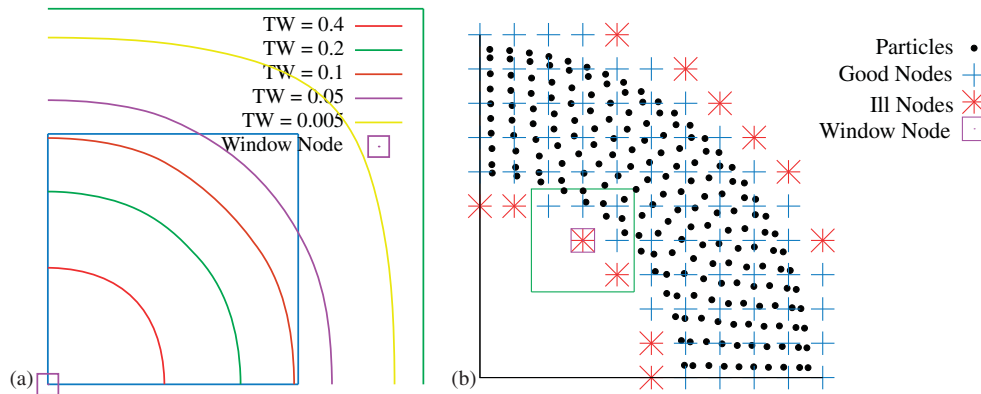 TW = 0.4
TW = 0.2
TW = 0.1
TW = 0.05
TW = 0.005
Window Node
(a)
Particles
Good Nodes
Ill Nodes
Window Node
(b)